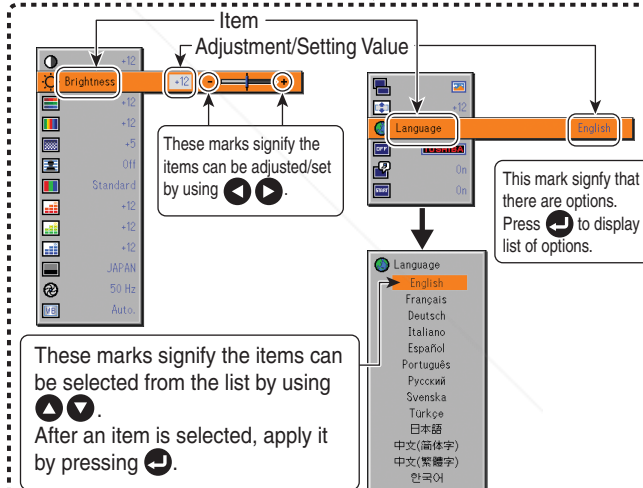 Item
Adjustment/Setting Value
+12
Brightness
+12
+12
+12
+5
Off
Standard
+12
+12
+12
JAPAN
50 Hz
Auto.
These marks signify the
items can be adjusted/set
by using
.
+12
Language
English
OFF
TOSHIBA
On
START
On
This mark signfy that
there are options.
Press to display
list of options.
Language
English
Français
Deutsch
Italiano
Español
Português
Русский
Svenska
Türkçe
日本語
中文(简体字)
中文(繁體字)
한국어
These marks signify the items can
be selected from the list by using
.
After an item is selected, apply it
by pressing .